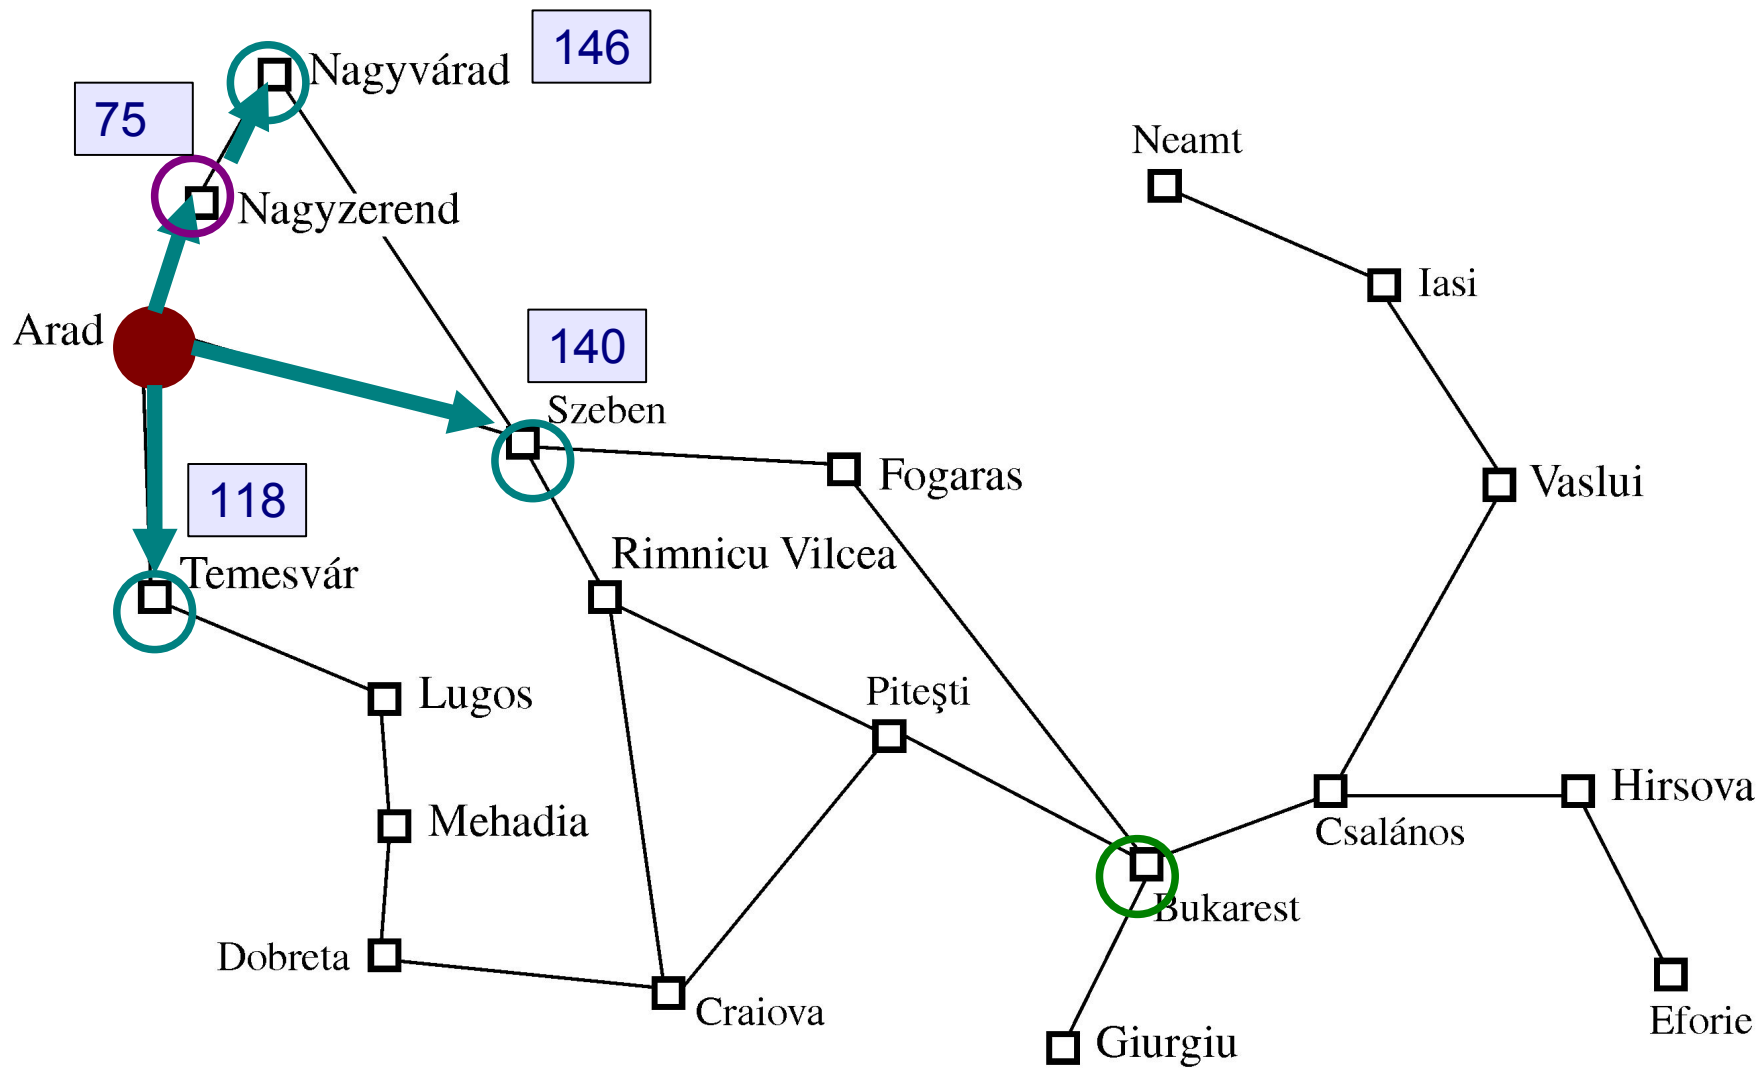 Nagyvárad
146
75
Neamt
Nagyzerend
Iasi
Arad
140
Szeben
Fogaras
Vaslui
118
Rimnicu Vilcea
Temesvár
Lugos
Piteşti
Hirsova
Mehadia
Csalános
Bukarest
Dobreta
Craiova
Eforie
Giurgiu